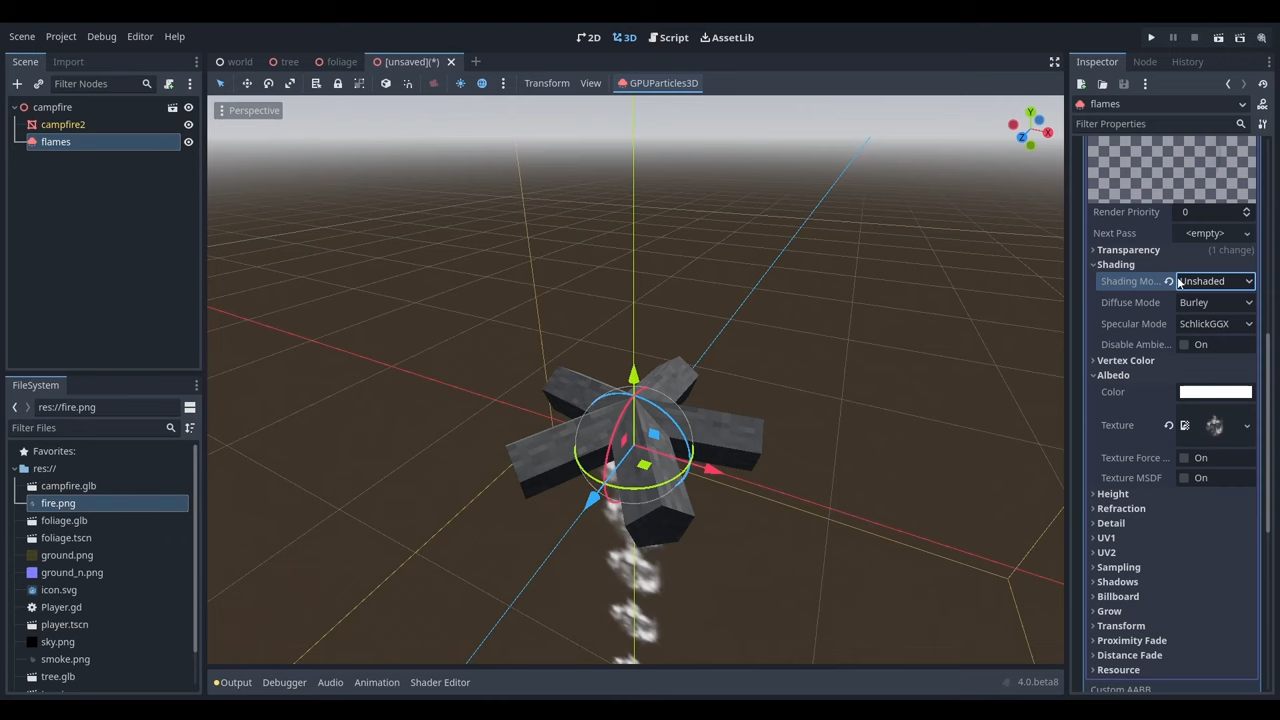 Scene Project Debug Editor Help
2D 3D Script AssetLib
Scene Import
world tree foliage [unsaved](*)
Inspector Node History
Filter Nodes
Transform View GPUParticles3D
flames
Filter Properties
campfire
campfire2
flames
Perspective
Y
X
Z
Render Priority 0
Next Pass <empty>
Transparency (1 change)
Shading
Shading Mo... Unshaded
Diffuse Mode Burley
Specular Mode SchlickGGX
Disable Ambie... On
Vertex Color
Albedo
Color
Texture
Texture Force ... On
Texture MSDF On
Height
Refraction
Detail
UV1
UV2
Sampling
Shadows
Billboard
Grow
Transform
Proximity Fade
Distance Fade
Resource
Custom AABB
FileSystem
res://fire.png
Filter Files
Favorites:
res://
campfire.glb
fire.png
foliage.glb
foliage.tscn
ground.png
ground_n.png
icon.svg
Player.gd
player.tscn
sky.png
smoke.png
tree.glb
Output Debugger Audio Animation Shader Editor 4.0.beta8